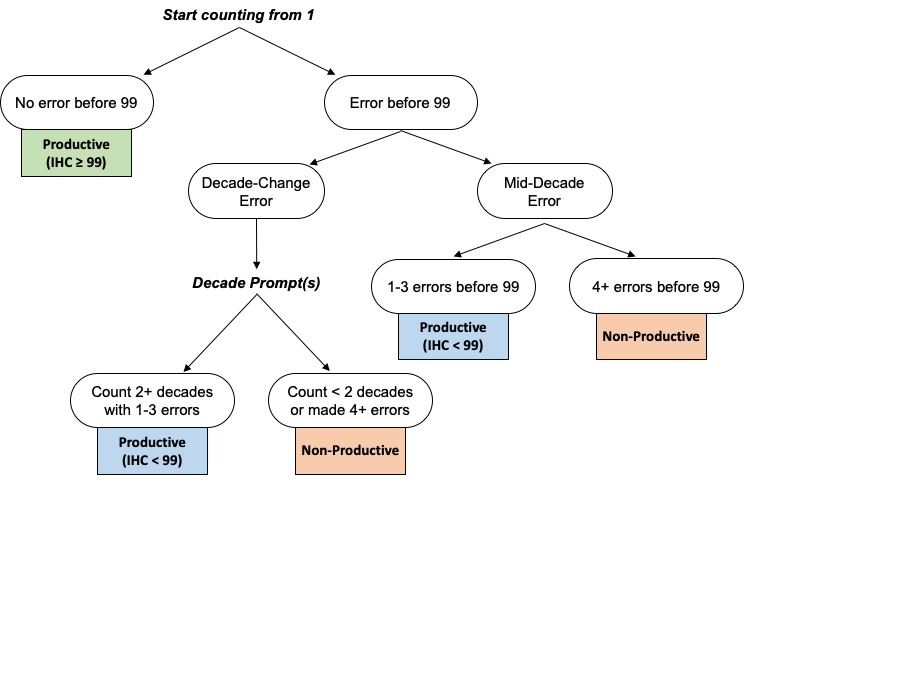 Start counting from 1
No error before 99
Error before 99
Productive
(IHC ≥ 99)
Decade-Change
Error
Mid-Decade
Error
Decade Prompt(s)
1-3 errors before 99
4+ errors before 99
Productive
(IHC < 99)
Non-Productive
Count 2+ decades
with 1-3 errors
Count < 2 decades
or made 4+ errors
Productive
(IHC < 99)
Non-Productive